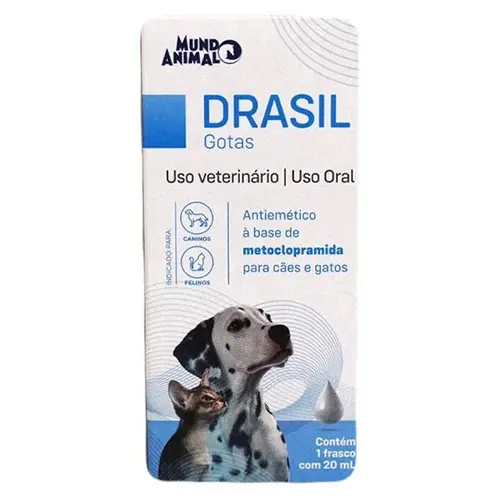 MUNDO
ANIMAL
DRASIL
Gotas
Uso veterinário | Uso Oral
INDICADO PARA:
CANINOS
FELINOS
Antiemético
à base de
metoclopramida
para cães e gatos
Contém
1 frasco
com 20 mL